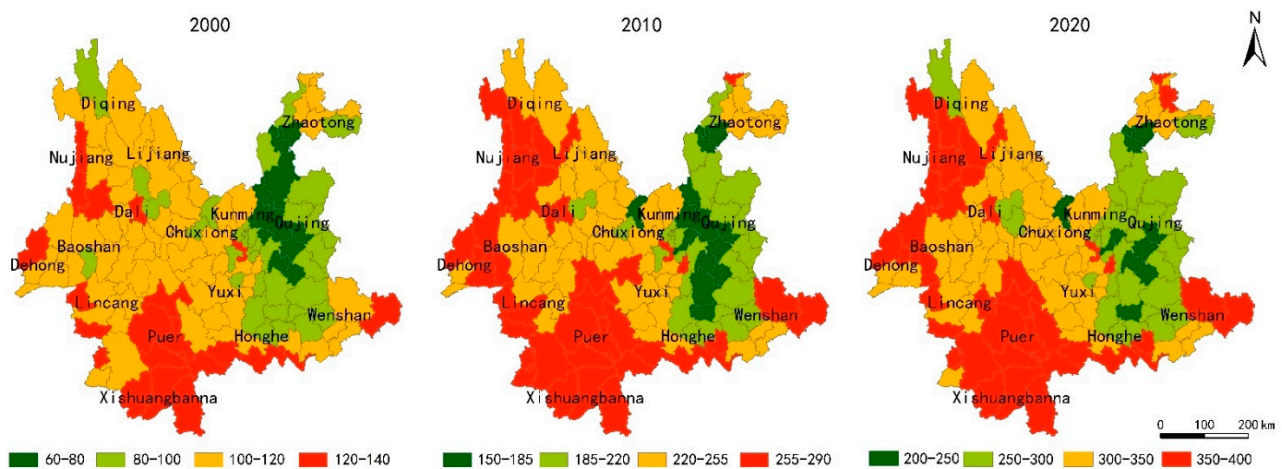 2000
2010
2020
N
Diqing
Zhaotong
Nujiang
Lijiang
Dali
Kunming
Qujing
Chuxiong
Baoshan
Dehong
Lincang
Yuxi
Wenshan
Puer
Honghe
Xishuangbanna
Diqing
Zhaotong
Nujiang
Lijiang
Dali
Kunming
Qujing
Chuxiong
Baoshan
Dehong
Lincang
Yuxi
Wenshan
Puer
Honghe
Xishuangbanna
Diqing
Zhaotong
Nujiang
Lijiang
Dali
Kunming
Qujing
Chuxiong
Baoshan
Dehong
Lincang
Yuxi
Wenshan
Puer
Honghe
Xishuangbanna
0 100 200 km
60-80 80-100 100-120 120-140
150-185 185-220 220-255 255-290
200-250 250-300 300-350 350-400